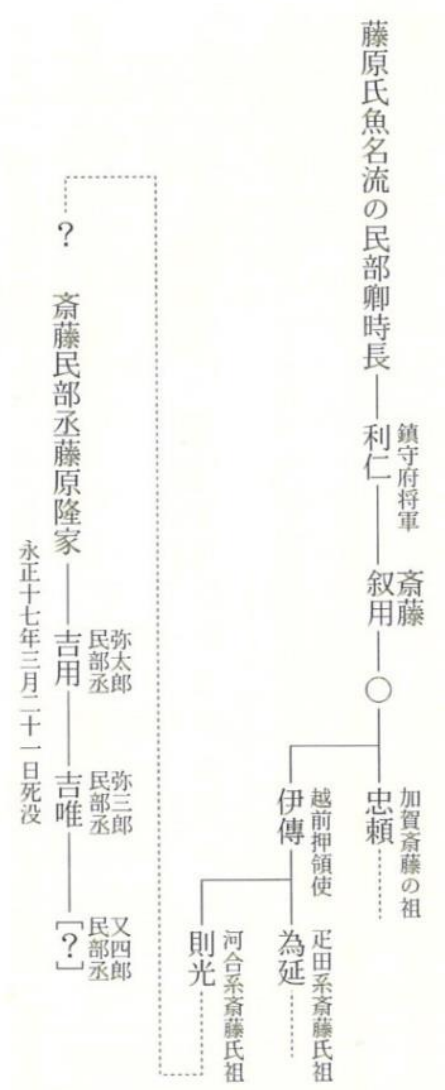 藤原氏魚名流の民部卿時長
鎮守府将軍
利仁
斎藤
叙用
○
加賀斎藤の祖
忠頼
越前押領使
伊傳
疋田系斎藤氏祖
為延
河合系斎藤氏祖
則光
?
斎藤民部丞藤原隆家
弥太郎
民部丞
吉用
永正十七年三月二十一日死没
弥三郎
民部丞
吉唯
又四郎
民部丞
[?]